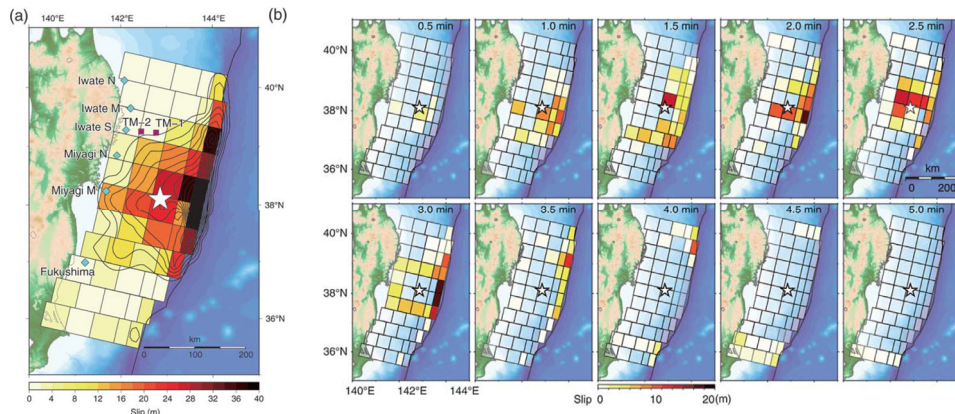 (a)
140°E 142°E 144°E
Iwate N
Iwate M
Iwate S
TM-2 TM-1
Miyagi N
Miyagi M
Fukushima
40°N
38°N
36°N
km
0 100 200
0 4 8 12 16 20 24 28 32 36 40
Slip (m)
(b)
0.5 min 1.0 min 1.5 min 2.0 min 2.5 min
40°N
38°N
36°N
km
0 200
3.0 min 3.5 min 4.0 min 4.5 min 5.0 min
40°N
38°N
36°N
140°E 142°E 144°E
Slip 0 10 20(m)